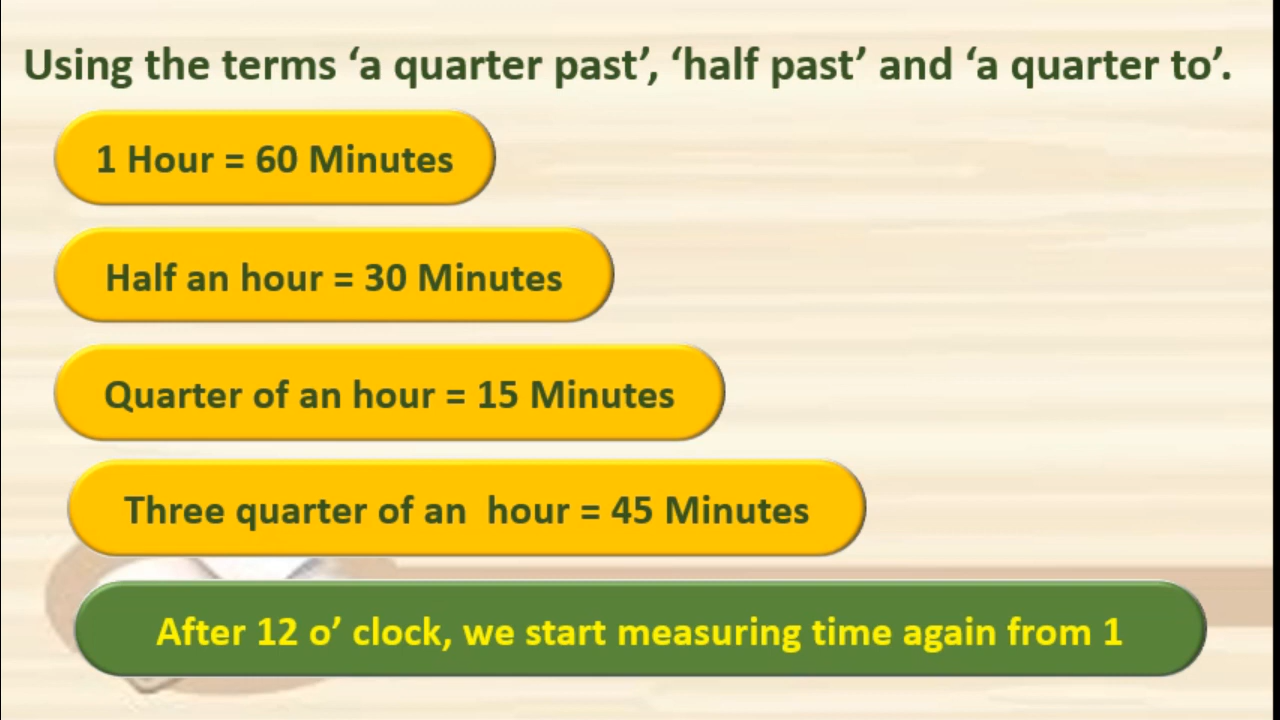 Using the terms ‘a quarter past’, ‘half past’ and ‘a quarter to’.
1 Hour = 60 Minutes
Half an hour = 30 Minutes
Quarter of an hour = 15 Minutes
Three quarter of an  hour = 45 Minutes
After 12 o’ clock, we start measuring time again from 1